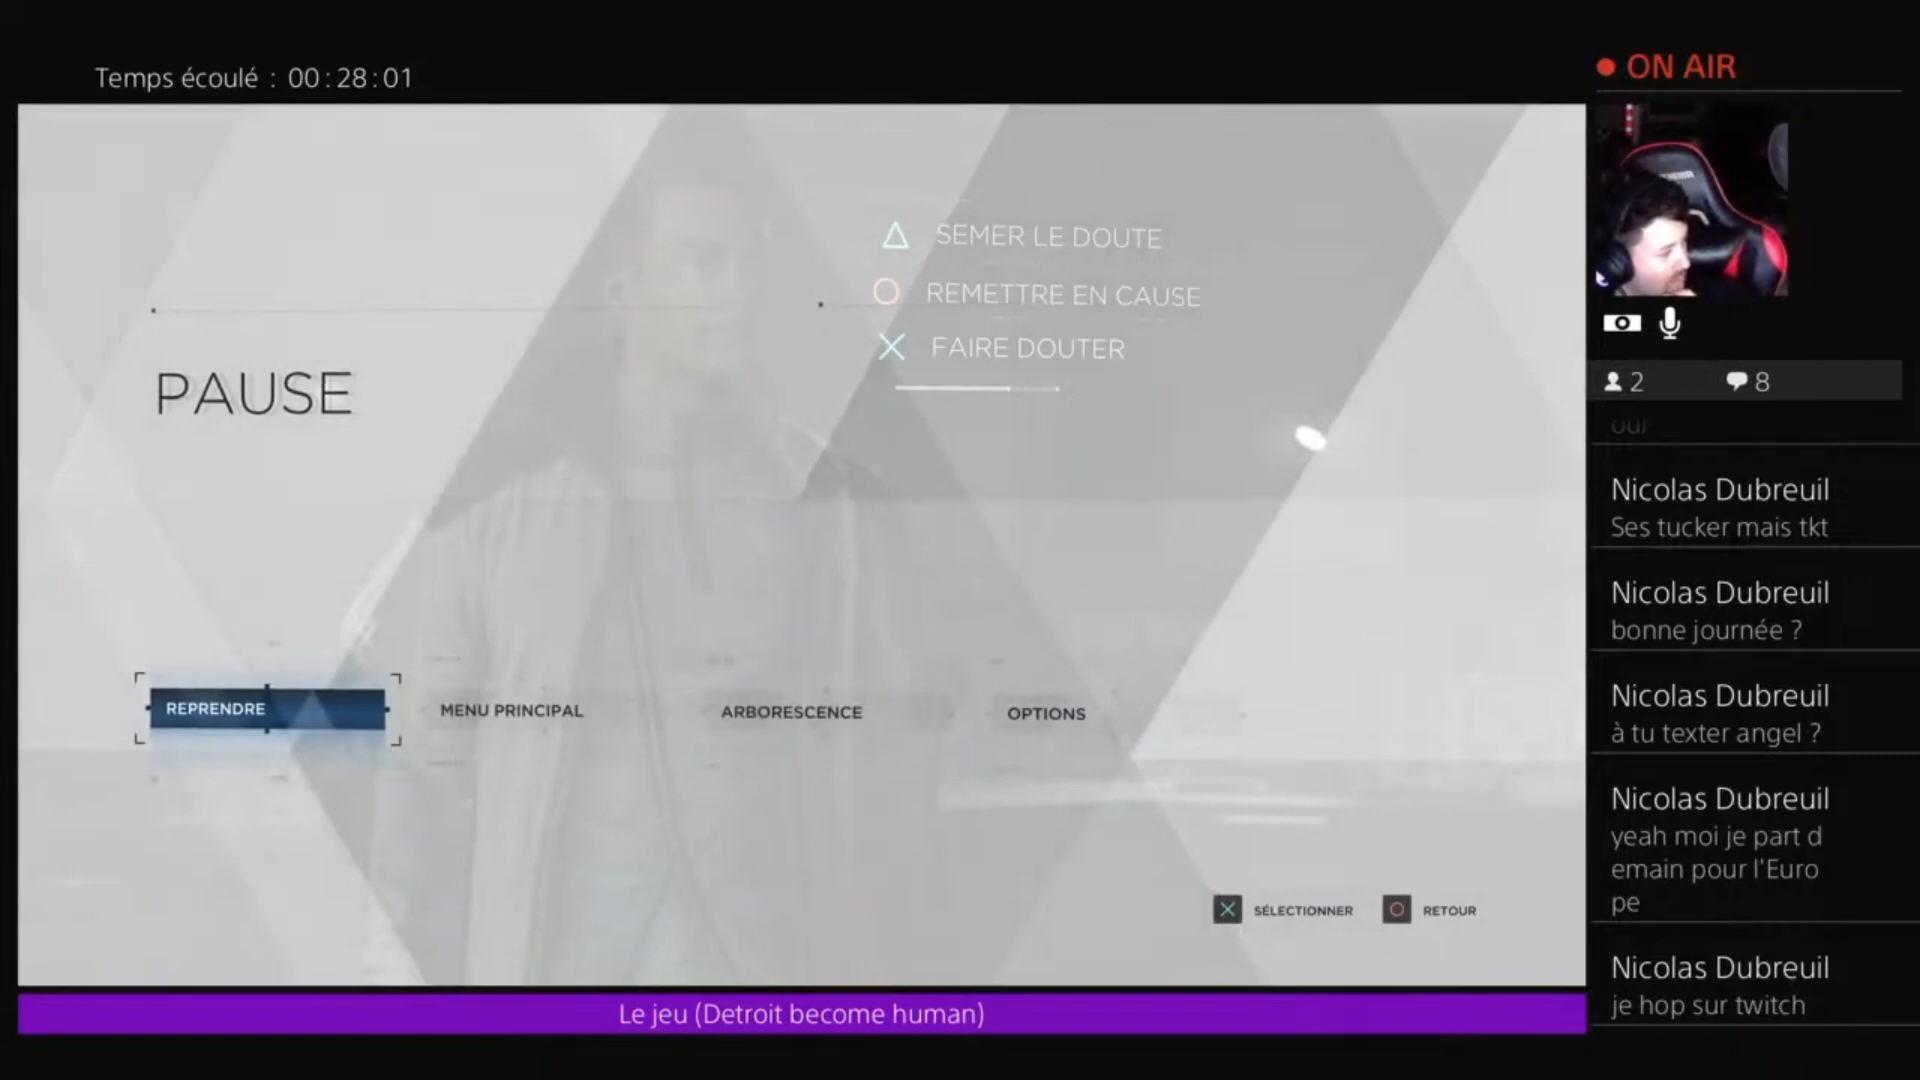 Temps écoulé : 00:28:01
ON AIR
SEMER LE DOUTE
REMETTRE EN CAUSE
FAIRE DOUTER
PAUSE
REPRENDRE
MENU PRINCIPAL
ARBORESCENCE
OPTIONS
SÉLECTIONNER
RETOUR
Le jeu (Detroit become human)
2
8
oui
Nicolas Dubreuil
Ses tucker mais tkt
Nicolas Dubreuil
bonne journée ?
Nicolas Dubreuil
à tu texter angel ?
Nicolas Dubreuil
yeah moi je part d
emain pour l'Euro
pe
Nicolas Dubreuil
je hop sur twitch